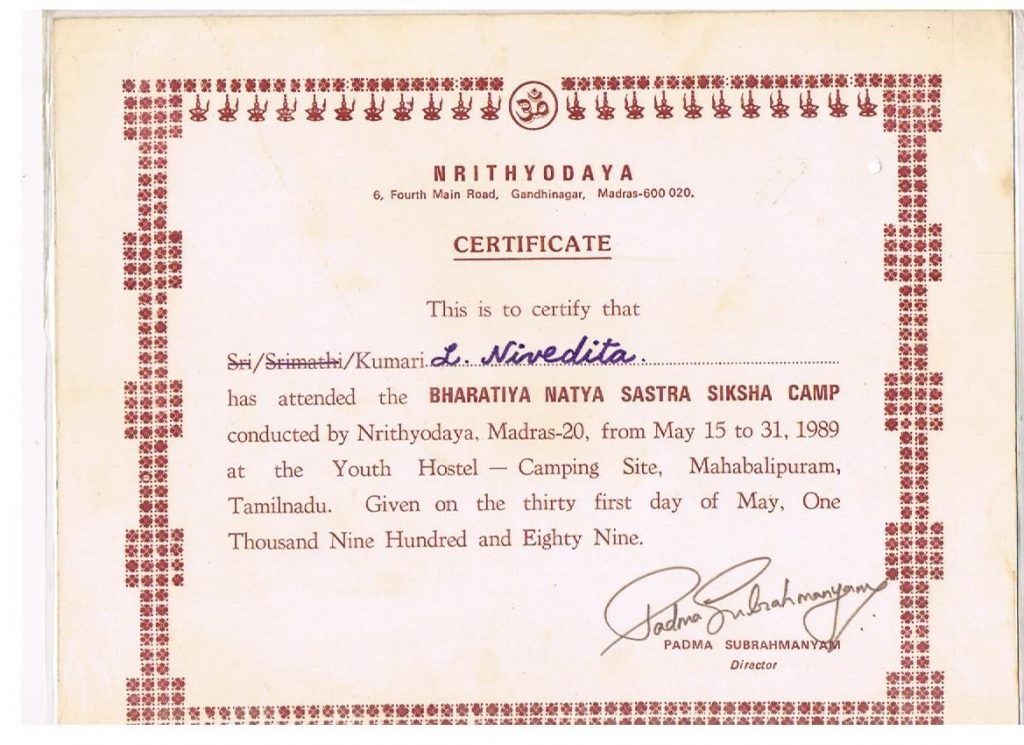 ॐ
NRITHYODAYA
6, Fourth Main Road, Gandhinagar, Madras-600 020.
CERTIFICATE
This is to certify that
Sri/Srimathi/Kumari. L. Nivedita.
has attended the BHARATIYA NATYA SASTRA SIKSHA CAMP
conducted by Nrithyodaya, Madras-20, from May 15 to 31, 1989
at the Youth Hostel — Camping Site, Mahabalipuram,
Tamilnadu. Given on the thirty first day of May, One
Thousand Nine Hundred and Eighty Nine.
Padma Subrahmanyam
PADMA SUBRAHMANYAM
Director